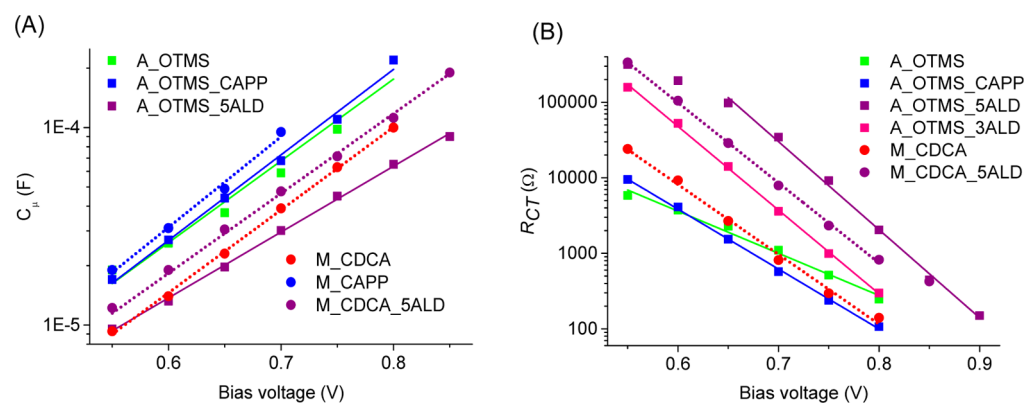 (A)
A_OTMS
A_OTMS_CAPP
A_OTMS_5ALD
1E-4
1E-5
Cμ (F)
M_CDCA
M_CAPP
M_CDCA_5ALD
0.6 0.7 0.8
Bias voltage (V)
(B)
A_OTMS
A_OTMS_CAPP
A_OTMS_5ALD
A_OTMS_3ALD
M_CDCA
M_CDCA_5ALD
100000
10000
1000
100
RCT (Ω)
0.6 0.7 0.8 0.9
Bias voltage (V)